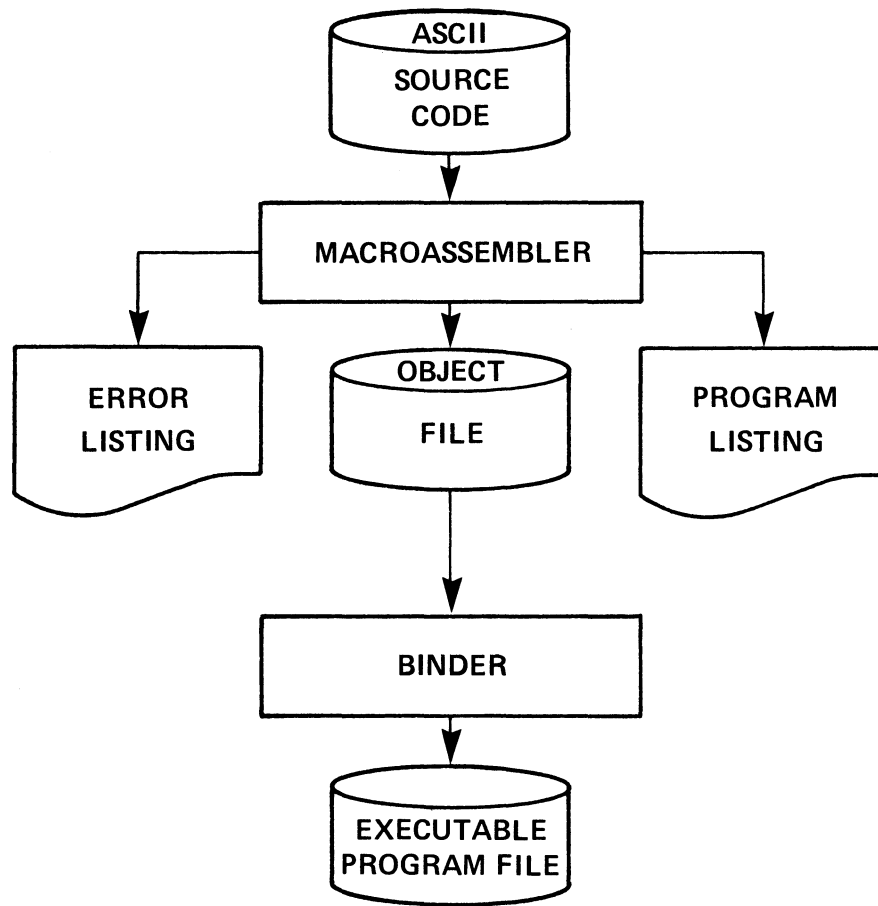 ASCII
SOURCE
CODE
MACROASSEMBLER
ERROR
LISTING
OBJECT
FILE
PROGRAM
LISTING
BINDER
EXECUTABLE
PROGRAM FILE